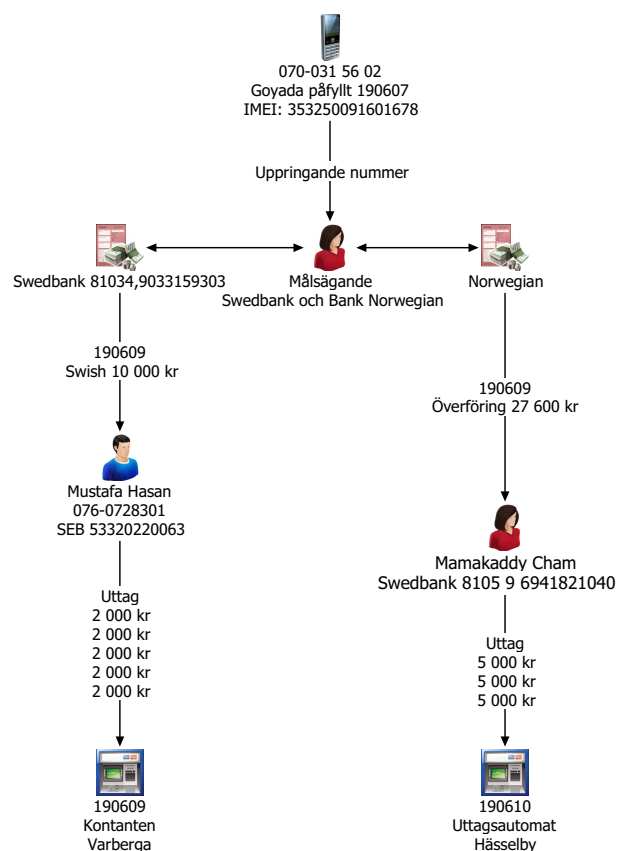 070-031 56 02
Goyada påfyllt 190607
IMEI: 353250091601678
Uppringande nummer
Swedbank 81034,9033159303
Målsägande
Swedbank och Bank Norwegian
Norwegian
190609
Swish 10 000 kr
190609
Överföring 27 600 kr
Mustafa Hasan
076-0728301
SEB 53320220063
Mamakaddy Cham
Swedbank 8105 9 6941821040
Uttag
2 000 kr
2 000 kr
2 000 kr
2 000 kr
2 000 kr
Uttag
5 000 kr
5 000 kr
5 000 kr
190609
Kontanten
Varberga
190610
Uttagsautomat
Hässelby